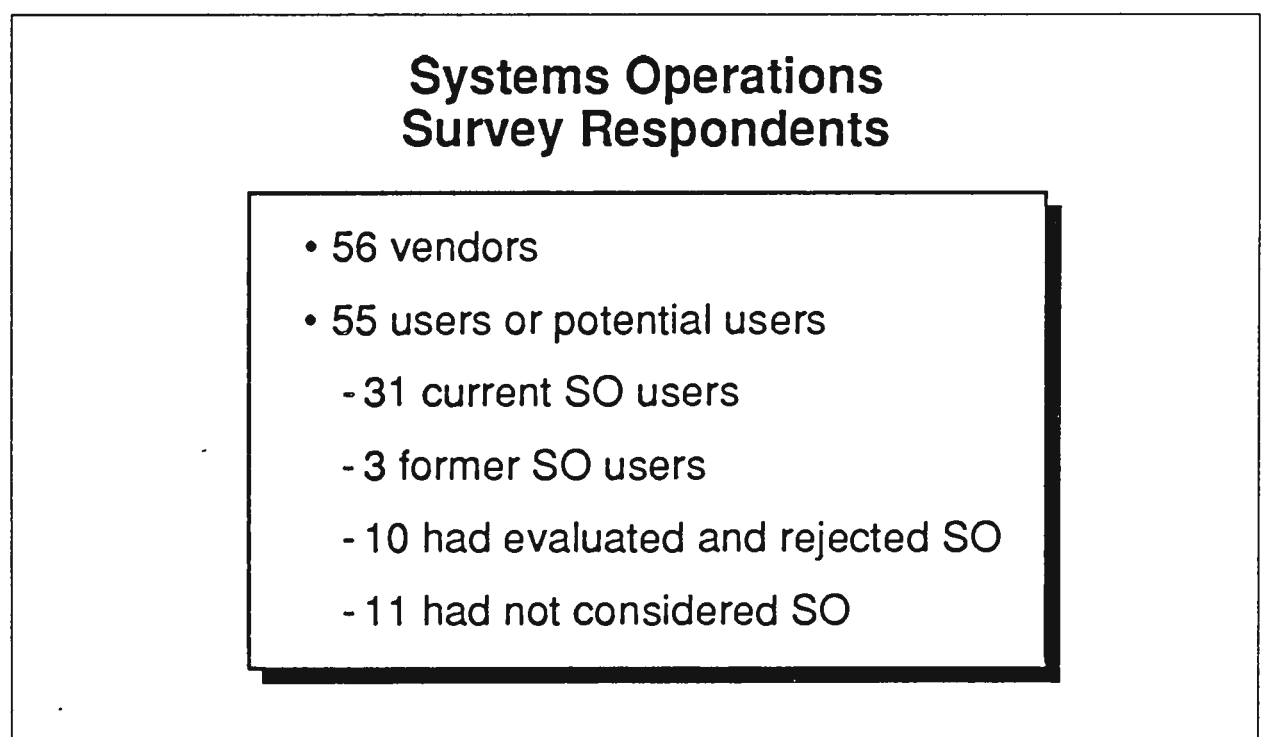 Systems Operations
Survey Respondents
• 56 vendors
• 55 users or potential users
- 31 current SO users
- 3 former SO users
- 10 had evaluated and rejected SO
- 11 had not considered SO